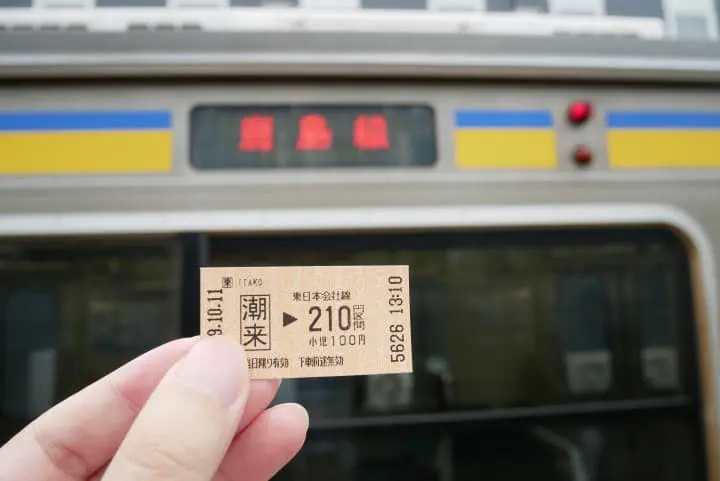 鹿島線
東 ITAKO
潮来
▶
東日本会社線
210円区間
小児100円
9.10.11
5626 13:10
当日限り有効 下車前途無効